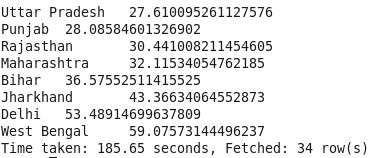 Uttar Pradesh   27.610095261127576
Punjab  28.08584601326902
Rajasthan       30.441008211454605
Maharashtra     32.11534054762185
Bihar   36.57552511415525
Jharkhand       43.36634064552873
Delhi   53.48914699637809
West Bengal     59.07573144496237
Time taken: 185.65 seconds, Fetched: 34 row(s)